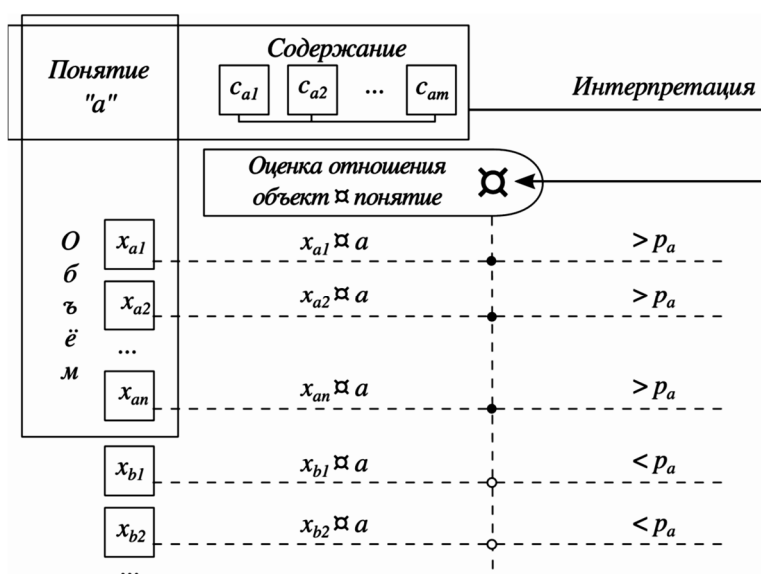 Понятие
"а"
Содержание
c_a1 c_a2 ... c_am
Интерпретация
Оценка отношения
объект ¤ понятие
¤
Объём
x_a1 x_a1 ¤ a > p_a
x_a2 x_a2 ¤ a > p_a
...
x_an x_an ¤ a > p_a
x_b1 x_b1 ¤ a < p_a
x_b2 x_b2 ¤ a < p_a
...